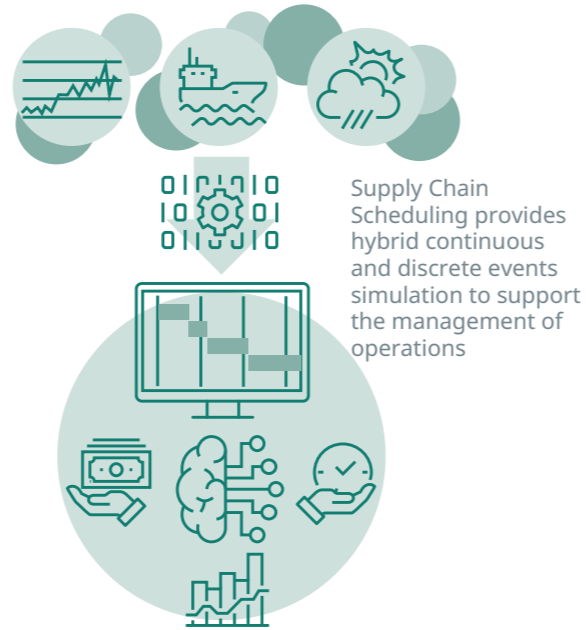 Supply Chain
Scheduling provides
hybrid continuous
and discrete events
simulation to support
the management of
operations